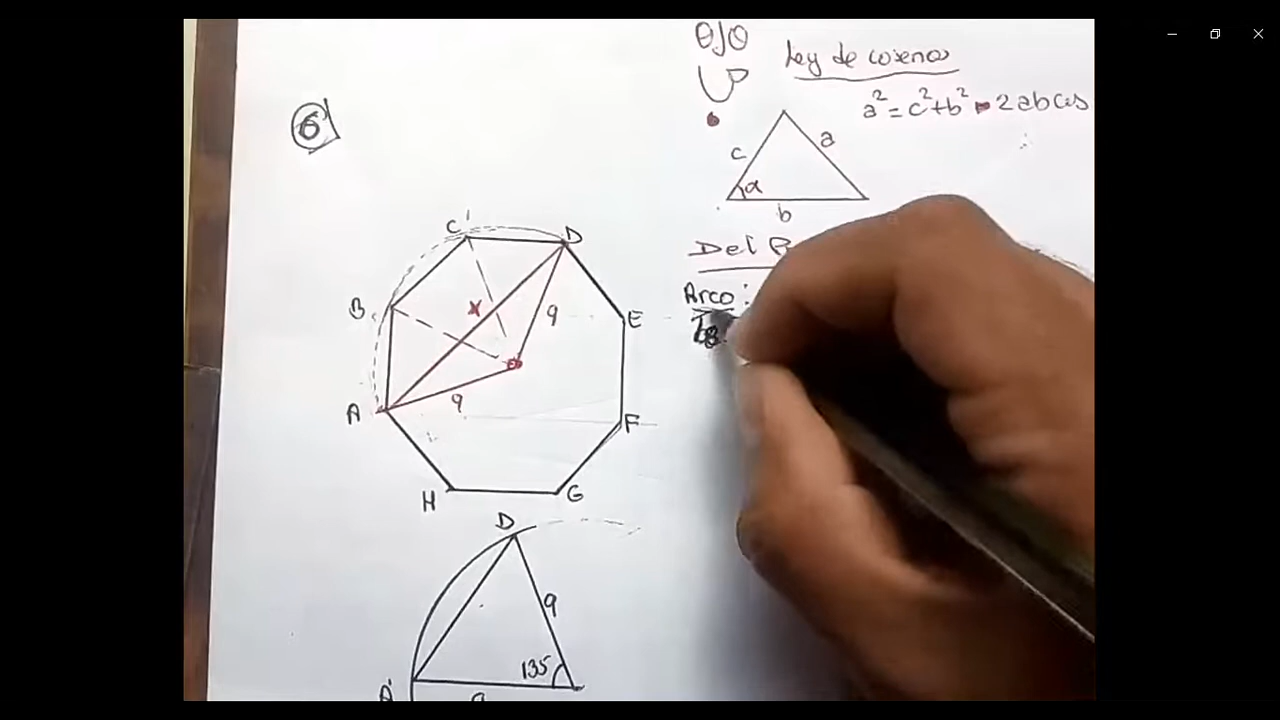 6
OJO
Ley de cosenos
a² = c² + b² - 2abcos
c
a
α
b
Del
Arco:
C
D
B
x
9
E
A
9
F
H
G
D
9
135
A